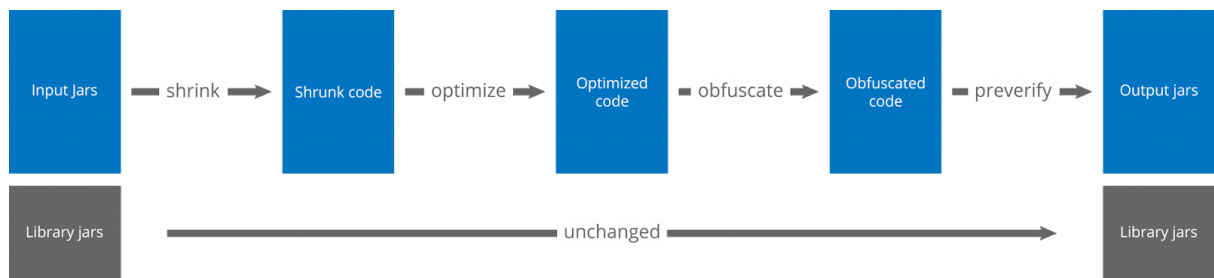 Input Jars
shrink
Shrunk code
optimize
Optimized
code
obfuscate
Obfuscated
code
preverify
Output jars
Library jars
unchanged
Library jars